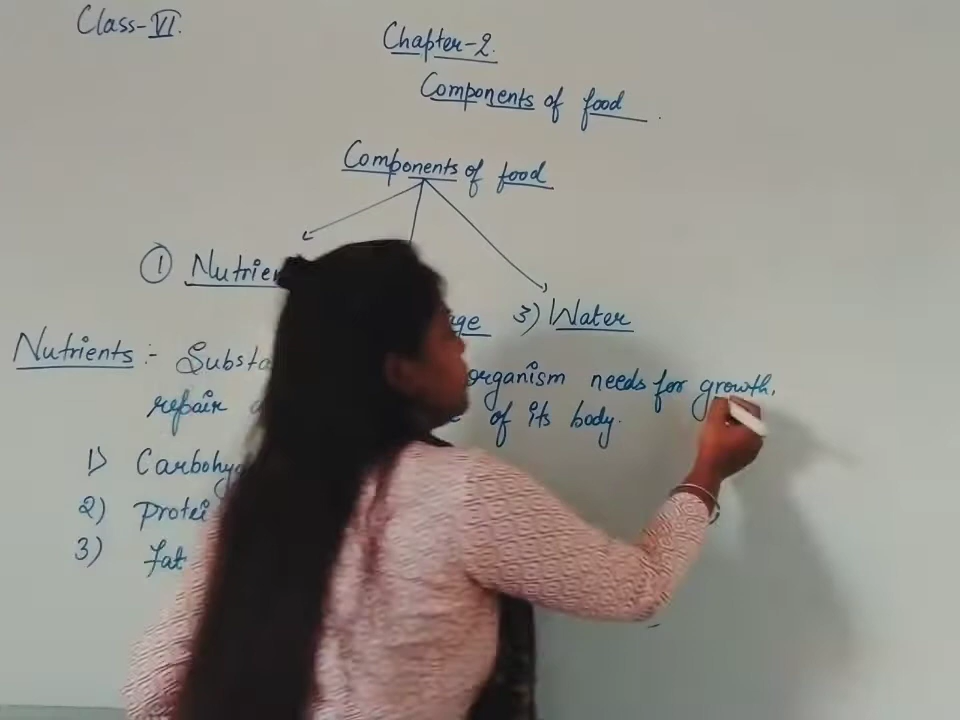 Class-VI.
Chapter-2.
Components of food.
Components of food
① Nutrien
3) Water
Nutrients :- Substa organism needs for growth,
repair of its body.
1) Carbohy
2) Protei
3) Fat